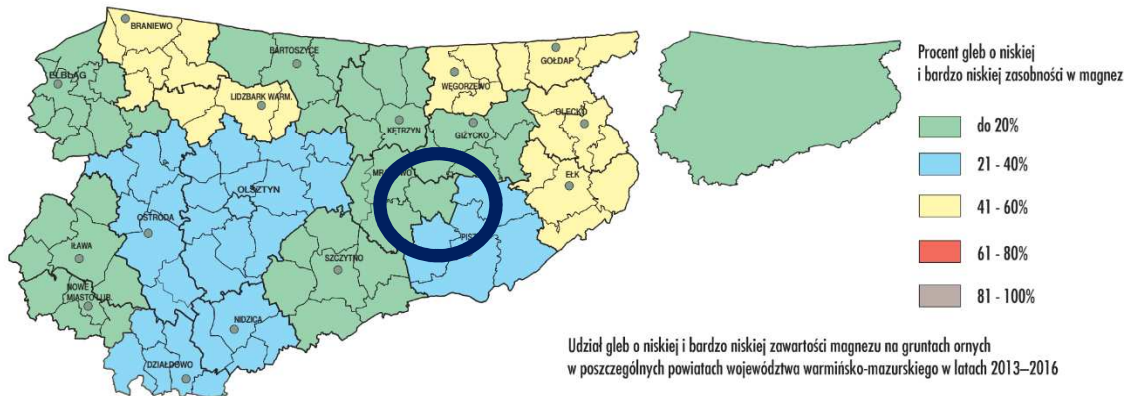 BRANIEWO
GOŁDAP
BARTOSZYCE
ELBLĄG
WĘGORZEWO
LIDZBARK WARM.
OLECKO
KĘTRZYN
GIŻYCKO
EŁK
OLSZTYN
OSTRÓDA
IŁAWA
SZCZYTNO
NOWE
MIASTO LUB.
NIDZICA
DZIAŁDOWO
Procent gleb o niskiej
i bardzo niskiej zasobności w magnez
do 20%
21 - 40%
41 - 60%
61 - 80%
81 - 100%
Udział gleb o niskiej i bardzo niskiej zawartości magnezu na gruntach ornych
w poszczególnych powiatach województwa warmińsko-mazurskiego w latach 2013–2016